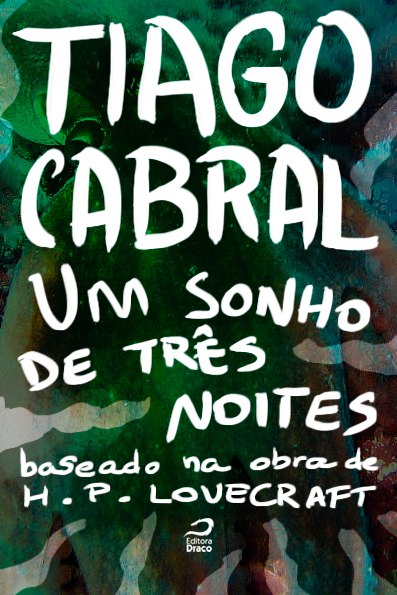 TIAGO
CABRAL
UM SONHO
DE TRÊS
NOITES
baseado na obra de
H. P. LOVECRAFT
Editora
Draco